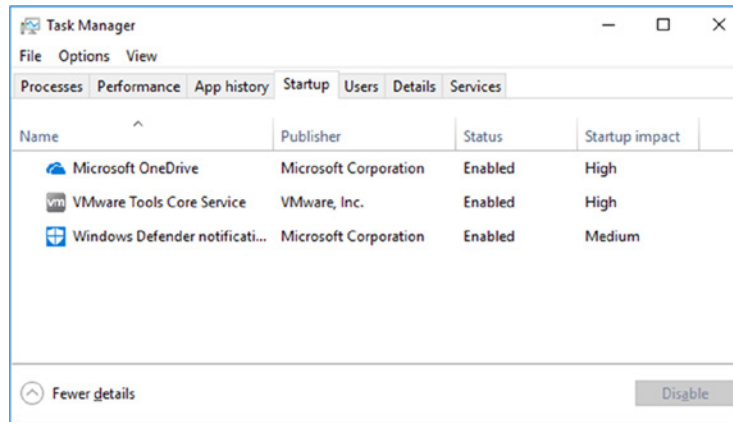 Task Manager
File Options View
Processes Performance App history Startup Users Details Services
Name Publisher Status Startup impact
Microsoft OneDrive Microsoft Corporation Enabled High
vm VMware Tools Core Service VMware, Inc. Enabled High
Windows Defender notificati... Microsoft Corporation Enabled Medium
Fewer details Disable